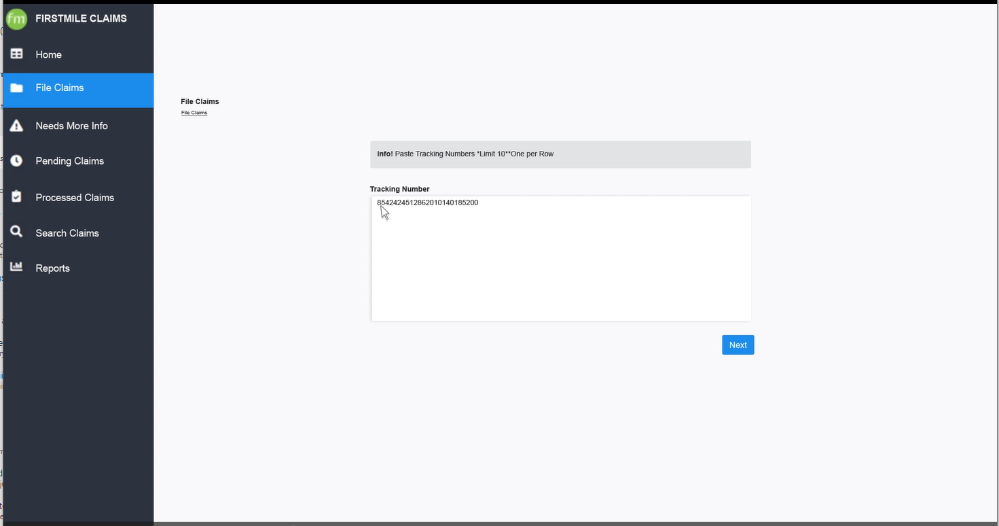 fm FIRSTMILE CLAIMS
Home
File Claims
Needs More Info
Pending Claims
Processed Claims
Search Claims
Reports
File Claims
File Claims
Info! Paste Tracking Numbers *Limit 10**One per Row
Tracking Number
8542424512862010140185200
Next